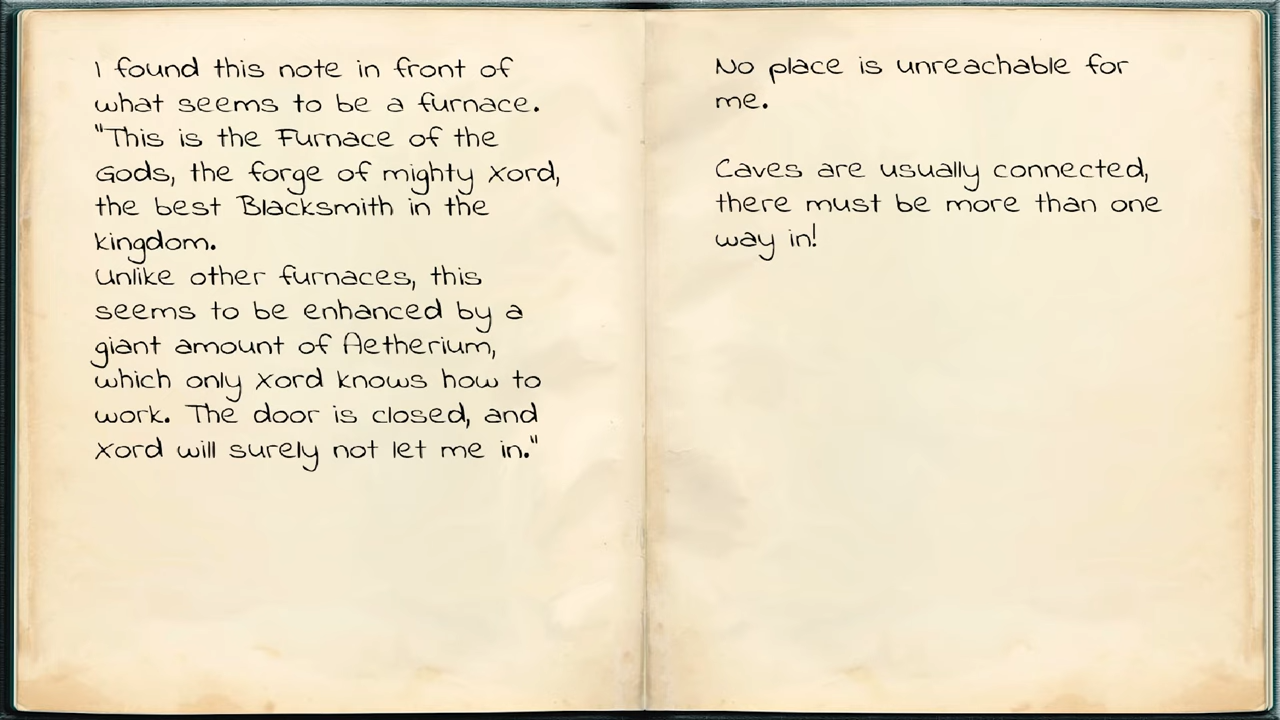 I found this note in front of
what seems to be a furnace.
"This is the Furnace of the
Gods, the forge of mighty Xord,
the best Blacksmith in the
kingdom.
Unlike other furnaces, this
seems to be enhanced by a
giant amount of Aetherium,
which only Xord knows how to
work. The door is closed, and
Xord will surely not let me in."
No place is unreachable for
me.
Caves are usually connected,
there must be more than one
way in!